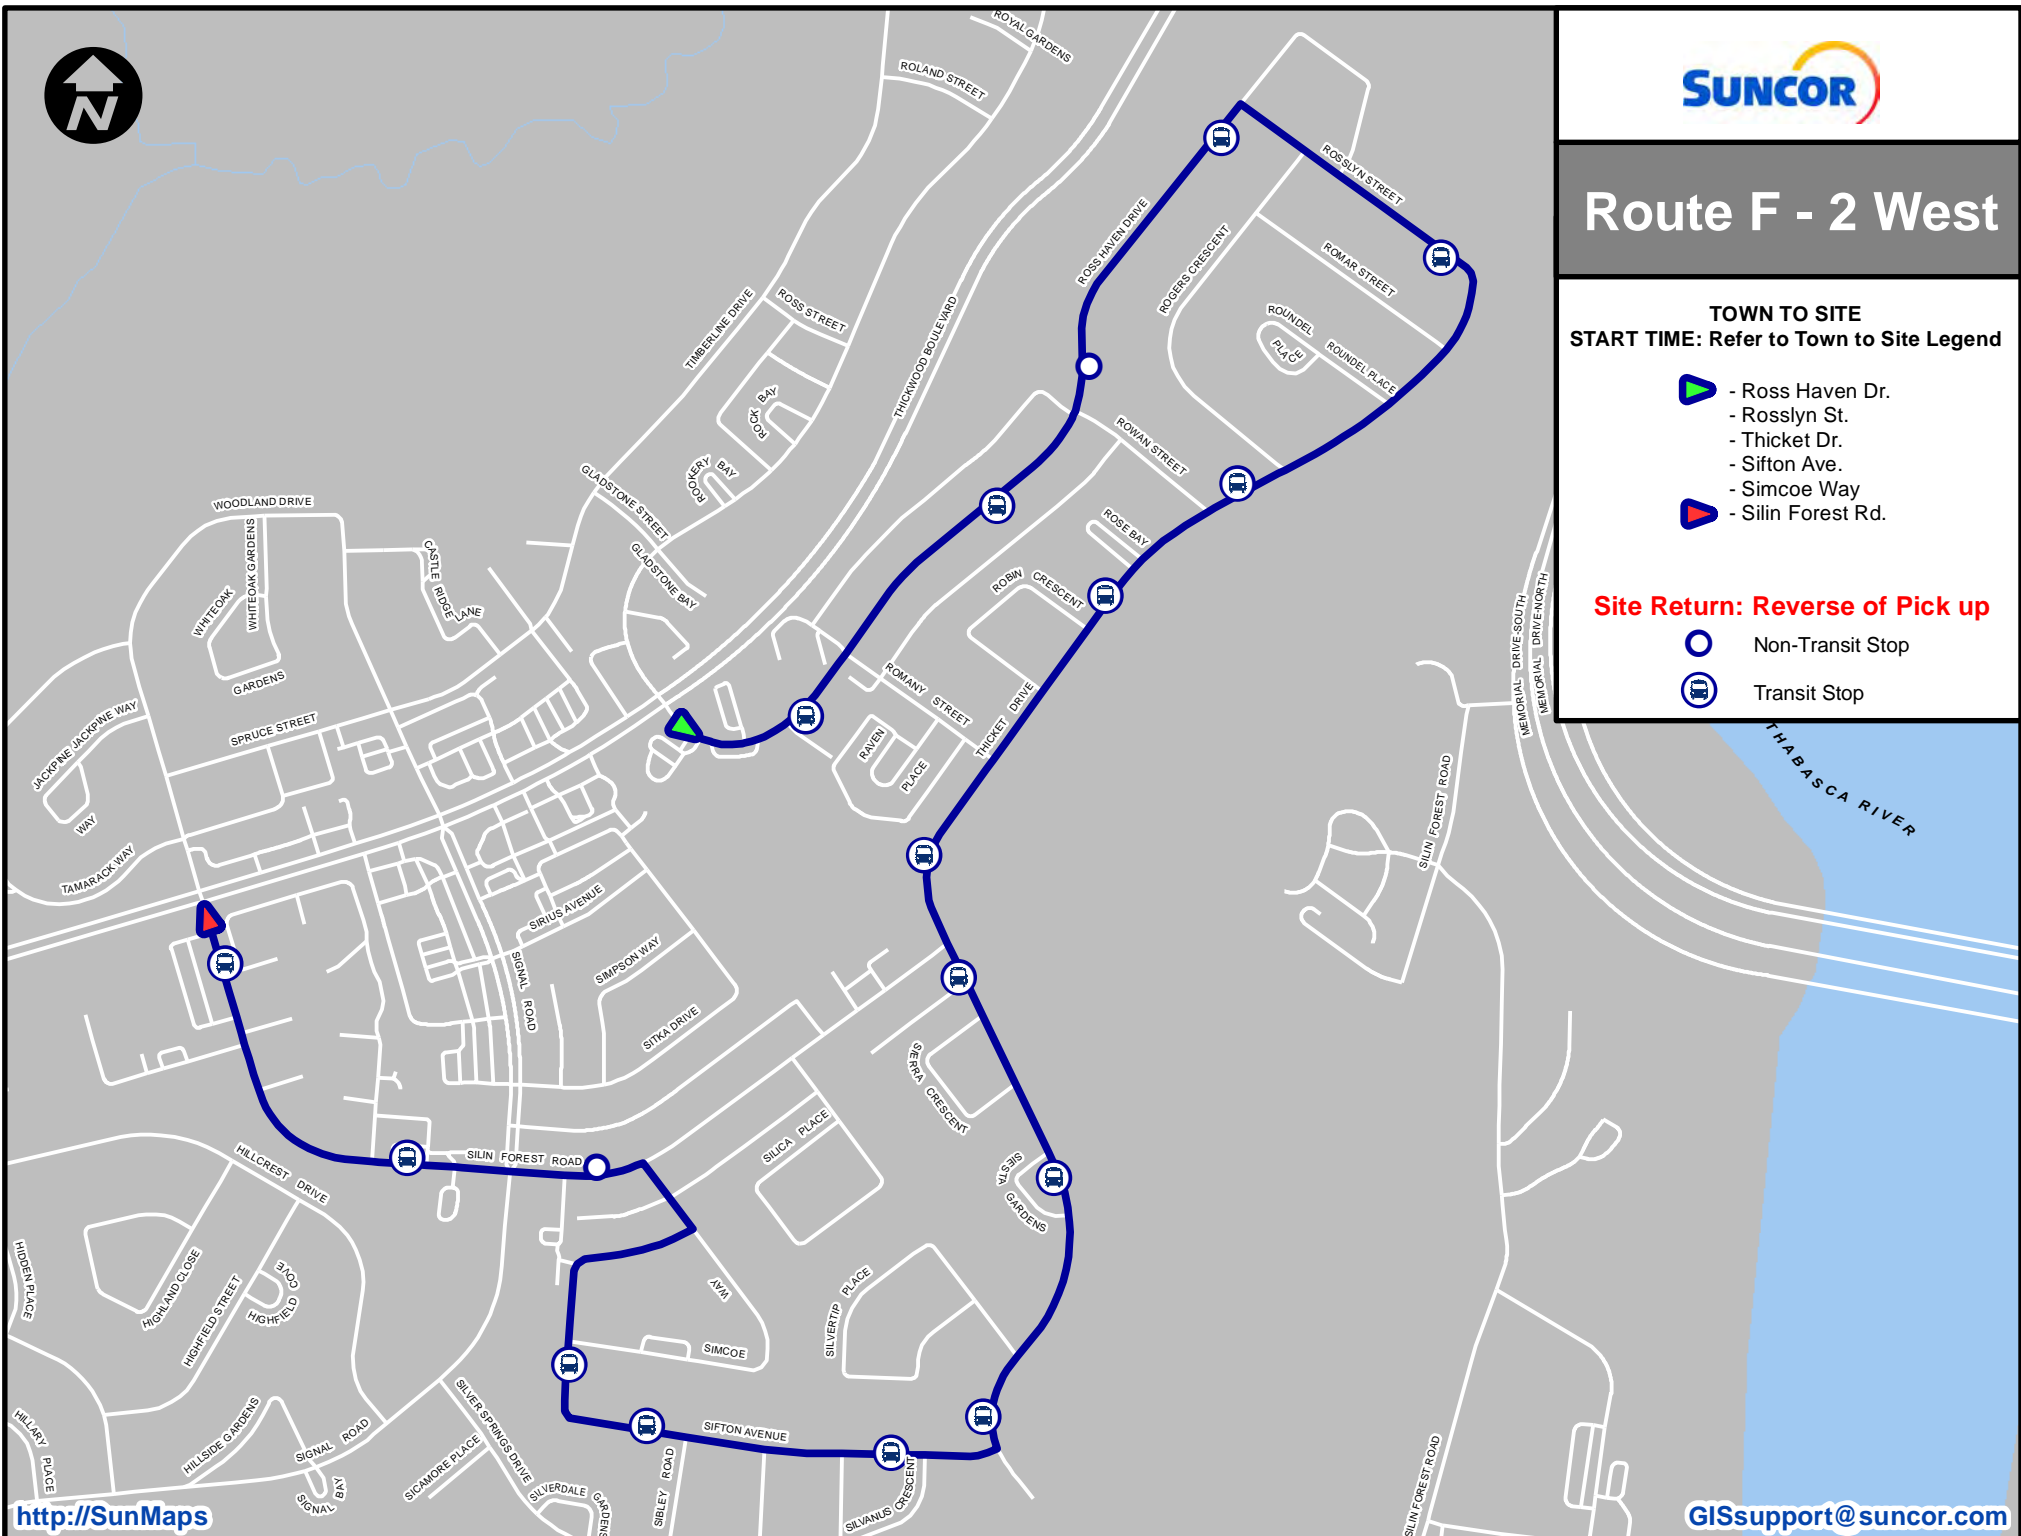 N
SUNCOR
Route F - 2 West
TOWN TO SITE
START TIME: Refer to Town to Site Legend
- Ross Haven Dr.
- Rosslyn St.
- Thicket Dr.
- Sifton Ave.
- Simcoe Way
- Silin Forest Rd.
Site Return: Reverse of Pick up
Non-Transit Stop
Transit Stop
ROYAL GARDENS
ROLAND STREET
ROSSLYN STREET
ROSS HAVEN DRIVE
ROGERS CRESCENT
ROMAR STREET
ROUNDEL
PLACE
ROUNDEL PLACE
TIMBERLINE DRIVE
ROSS STREET
THICKWOOD BOULEVARD
ROCK BAY
ROOKERY BAY
ROWAN STREET
GLADSTONE STREET
GLADSTONE BAY
ROSE BAY
ROBIN CRESCENT
WOODLAND DRIVE
WHITEOAK GARDENS
WHITEOAK
GARDENS
CASTLE RIDGE LANE
MEMORIAL DRIVE-SOUTH
MEMORIAL DRIVE-NORTH
ROMANY STREET
THICKET DRIVE
RAVEN
PLACE
JACKPINE JACKPINE WAY
WAY
SPRUCE STREET
TAMARACK WAY
SILIN FOREST ROAD
THABASCA RIVER
SIRIUS AVENUE
SIMPSON WAY
SIGNAL ROAD
SITKA DRIVE
SIERRA CRESCENT
SILICA PLACE
SILIN FOREST ROAD
SIESTA
GARDENS
HILLCREST DRIVE
HIDDEN PLACE
HIGHLAND CLOSE
HIGHFIELD STREET
HIGHFIELD
COVE
WAY
SILVERTIP PLACE
SIMCOE
SIFTON AVENUE
HILLARY PLACE
HILLSIDE GARDENS
SIGNAL ROAD
SIGNAL BAY
SILVER SPRINGS DRIVE
SICAMORE PLACE
SILVERDALE GARDENS
SIBLEY ROAD
SILVANUS CRESCENT
SILIN FOREST ROAD
http://SunMaps
GISsupport@suncor.com